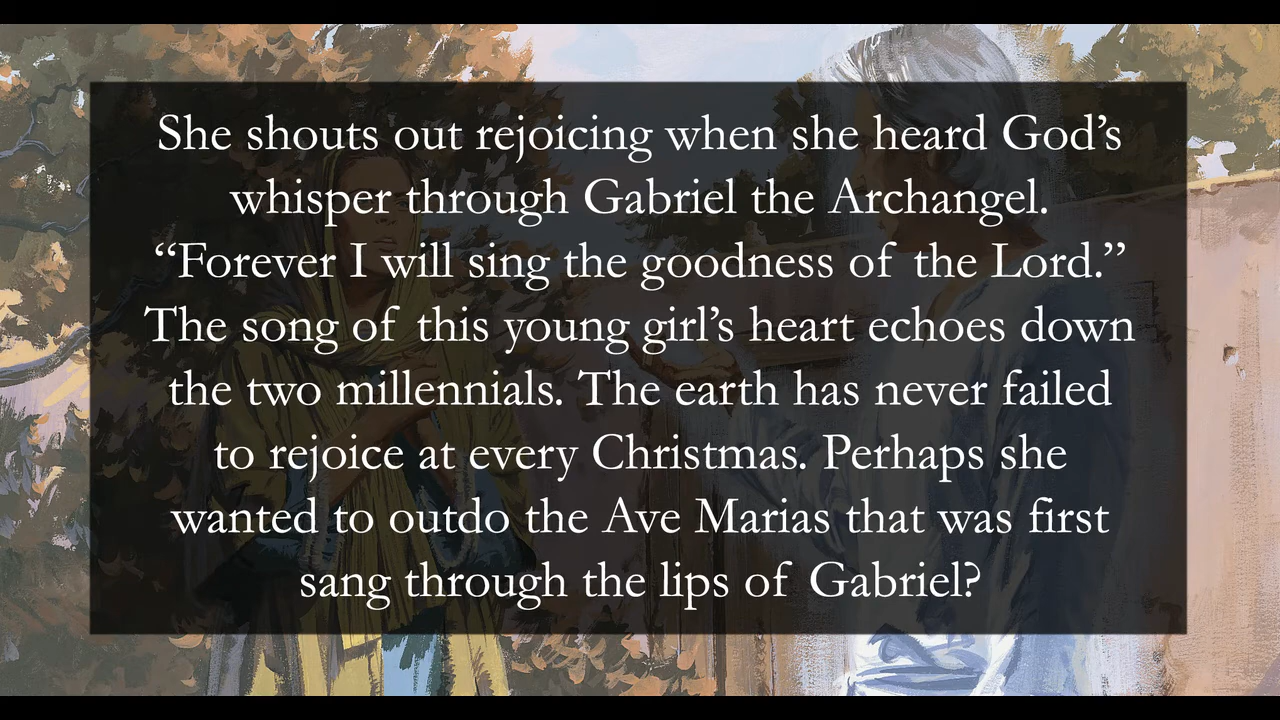 She shouts out rejoicing when she heard God’s
whisper through Gabriel the Archangel.
“Forever I will sing the goodness of the Lord.”
The song of this young girl’s heart echoes down
the two millennials. The earth has never failed
to rejoice at every Christmas. Perhaps she
wanted to outdo the Ave Marias that was first
sang through the lips of Gabriel?